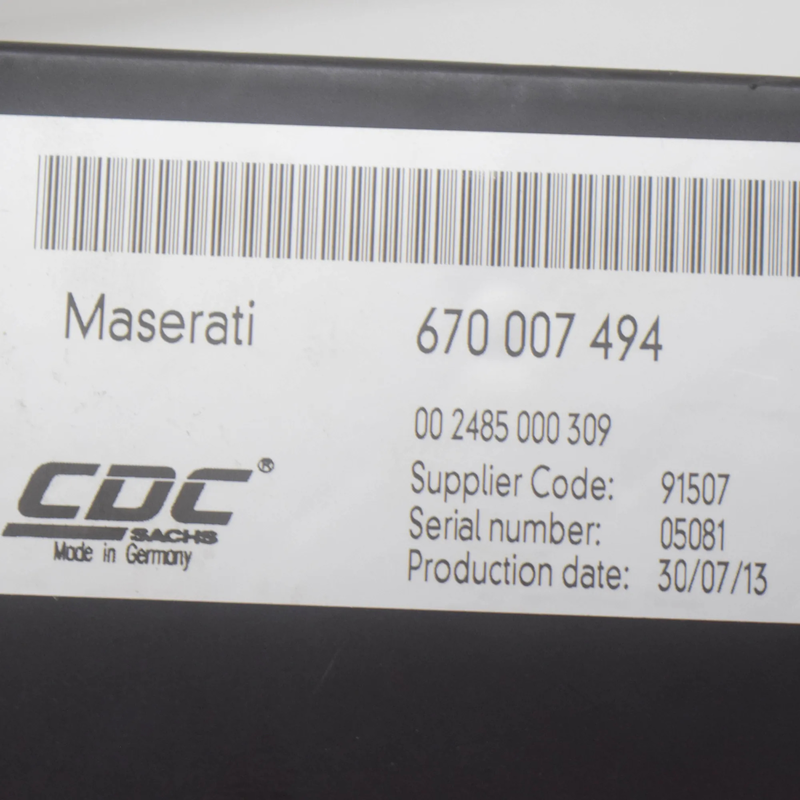 Maserati 670 007 494
00 2485 000 309
Supplier Code: 91507
Serial number: 05081
Production date: 30/07/13
CDC®
SACHS
Made in Germany